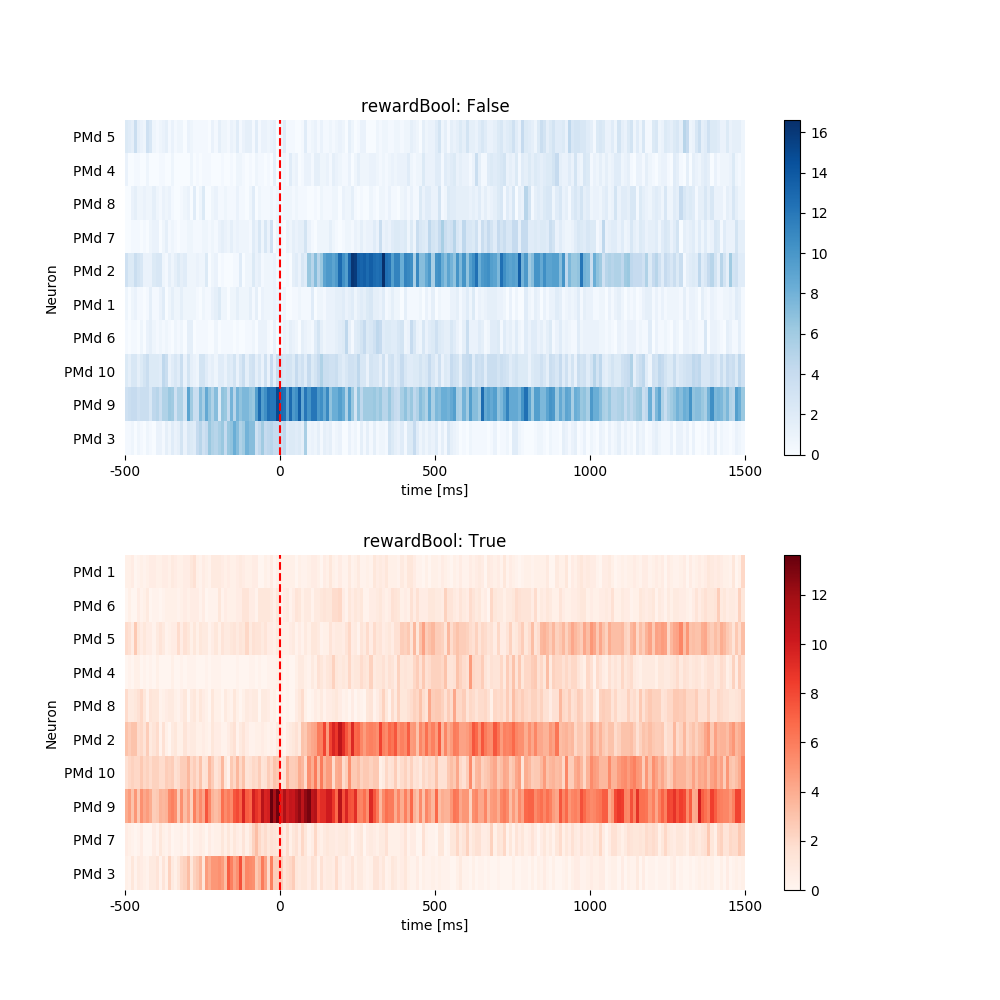 rewardBool: False
Neuron
PMd 5
PMd 4
PMd 8
PMd 7
PMd 2
PMd 1
PMd 6
PMd 10
PMd 9
PMd 3
-500 0 500 1000 1500
time [ms]
16
14
12
10
8
6
4
2
0
rewardBool: True
Neuron
PMd 1
PMd 6
PMd 5
PMd 4
PMd 8
PMd 2
PMd 10
PMd 9
PMd 7
PMd 3
-500 0 500 1000 1500
time [ms]
12
10
8
6
4
2
0